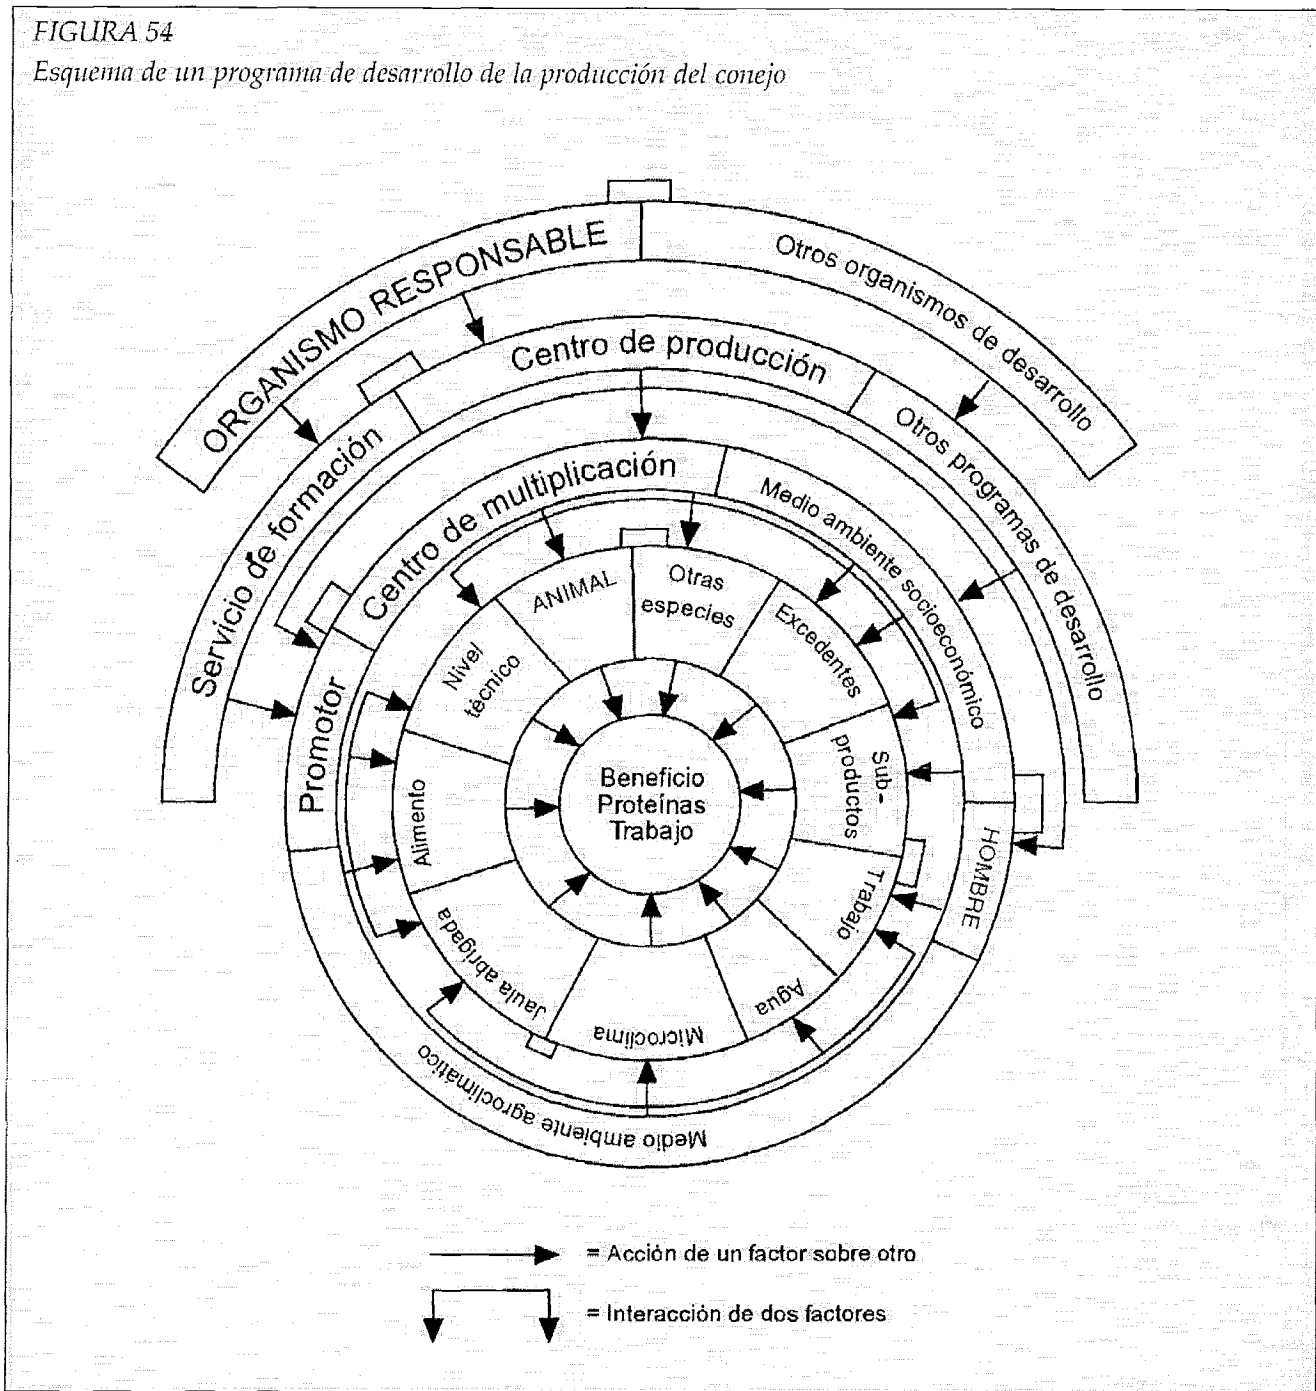 FIGURA 54
Esquema de un programa de desarrollo de la producción del conejo
ORGANISMO RESPONSABLE
Otros organismos de desarrollo
Servicio de formación
Centro de producción
Otros programas de desarrollo
Promotor
Centro de multiplicación
Medio ambiente socioeconómico
HOMBRE
Medio ambiente agroclimático
ANIMAL
Otras
especies
Excedentes
Sub-
productos
Trabajo
Agua
Microclima
Jaula abrigada
Alimento
Nivel
técnico
Beneficio
Proteínas
Trabajo
= Acción de un factor sobre otro
= Interacción de dos factores